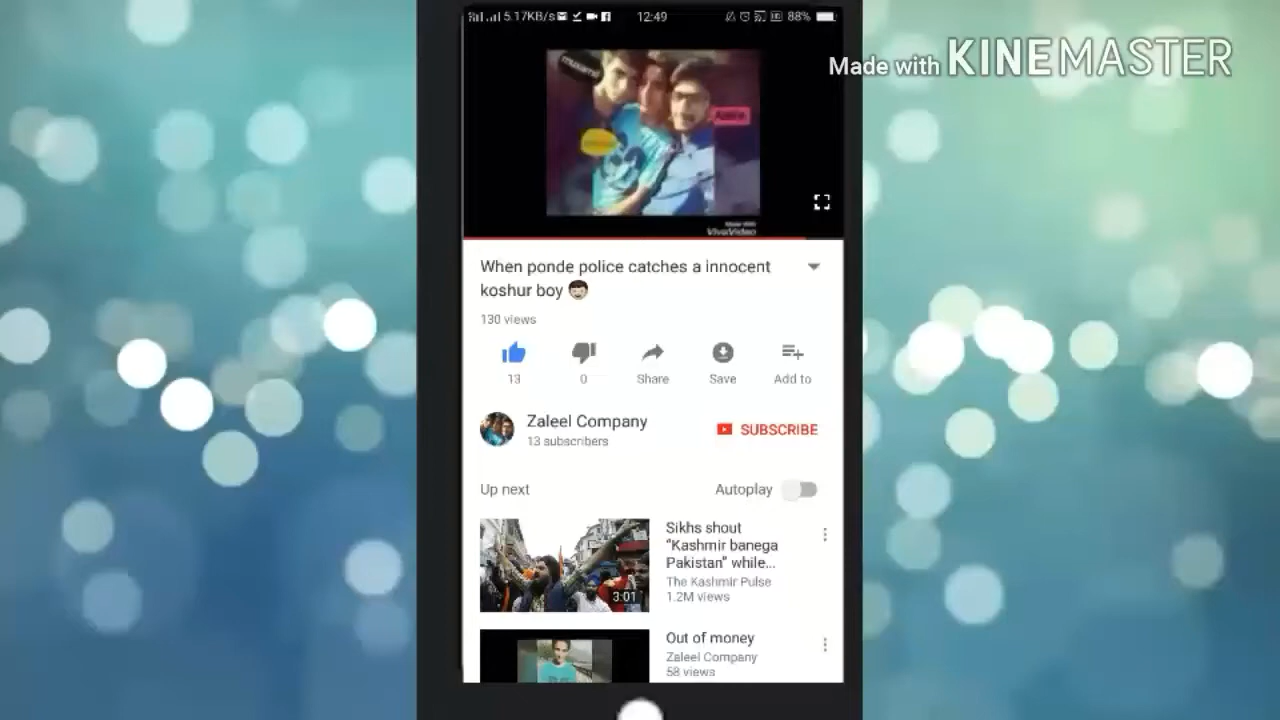 5.17KB/s 12:49 88%
Made with KINEMASTER
VivaVideo
When ponde police catches a innocent
koshur boy
130 views
13 0 Share Save Add to
Zaleel Company
13 subscribers
SUBSCRIBE
Up next Autoplay
Sikhs shout
“Kashmir banega
Pakistan” while...
The Kashmir Pulse
1.2M views
3:01
Out of money
Zaleel Company
58 views